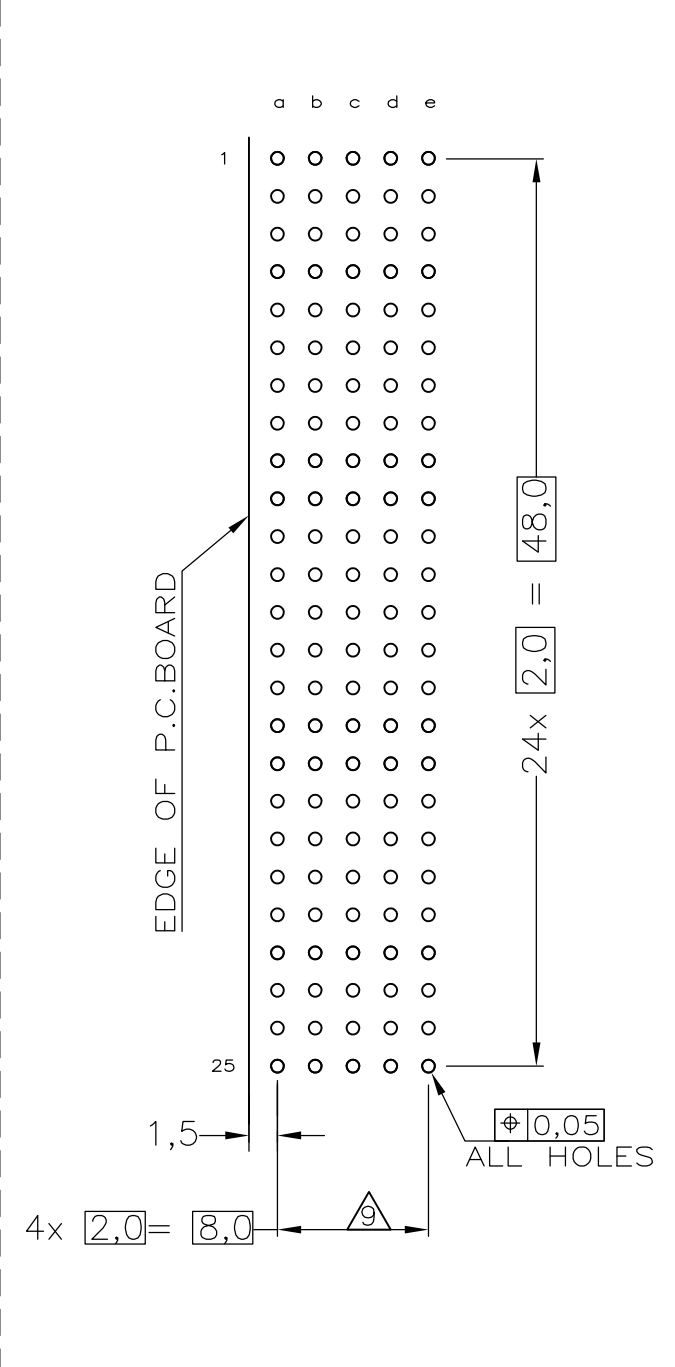 a b c d e
1
48,0
=
2,0
24x
EDGE OF P.C.BOARD
25
1,5
⌖ 0,05
ALL HOLES
4x 2,0 = 8,0
9